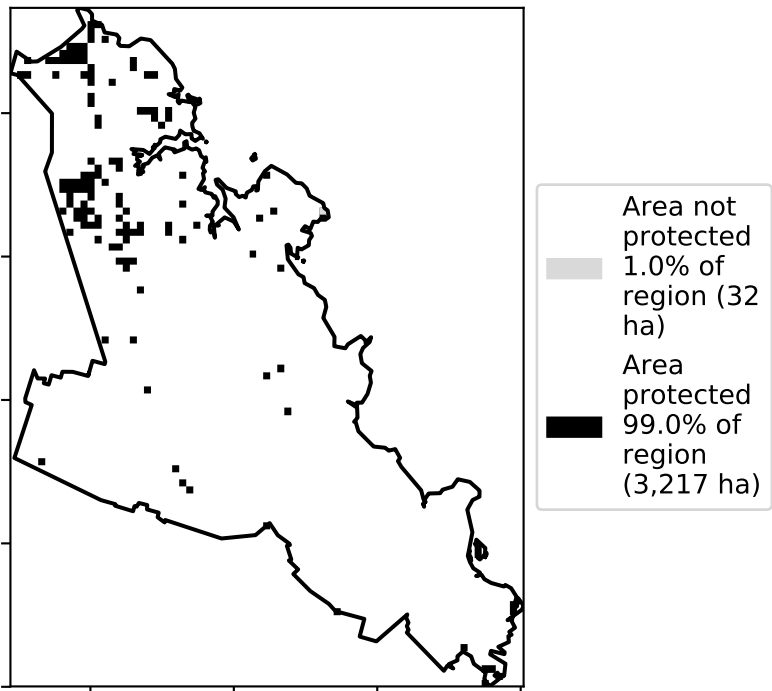 Area not
protected
1.0% of
region (32
ha)
Area
protected
99.0% of
region
(3,217 ha)